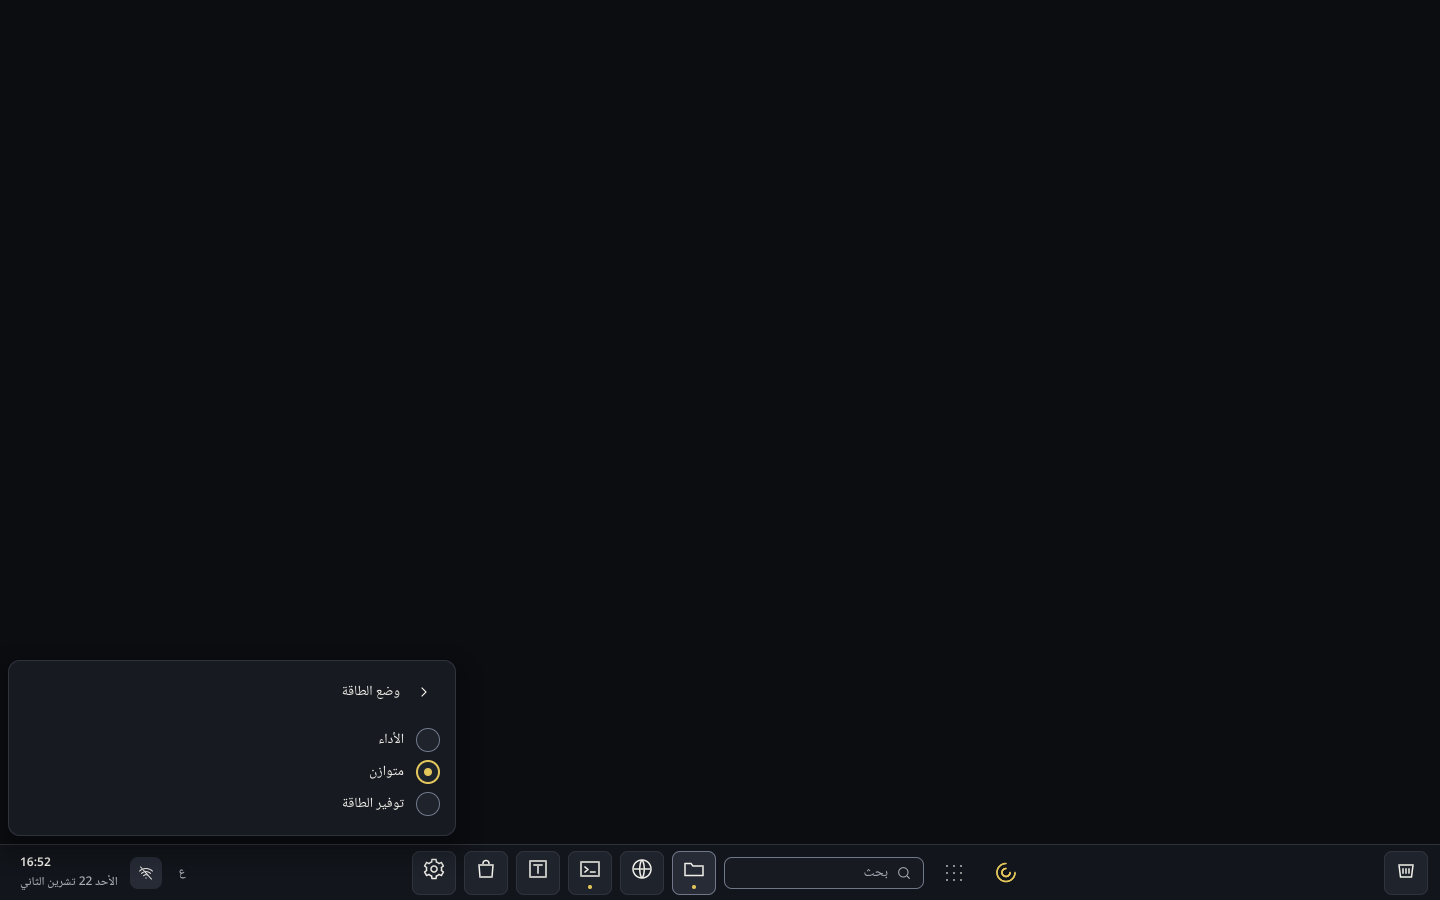 وضع الطاقة
الأداء
متوازن
توفير الطاقة
بحث
ع
16:52
الأحد 22 تشرين الثاني